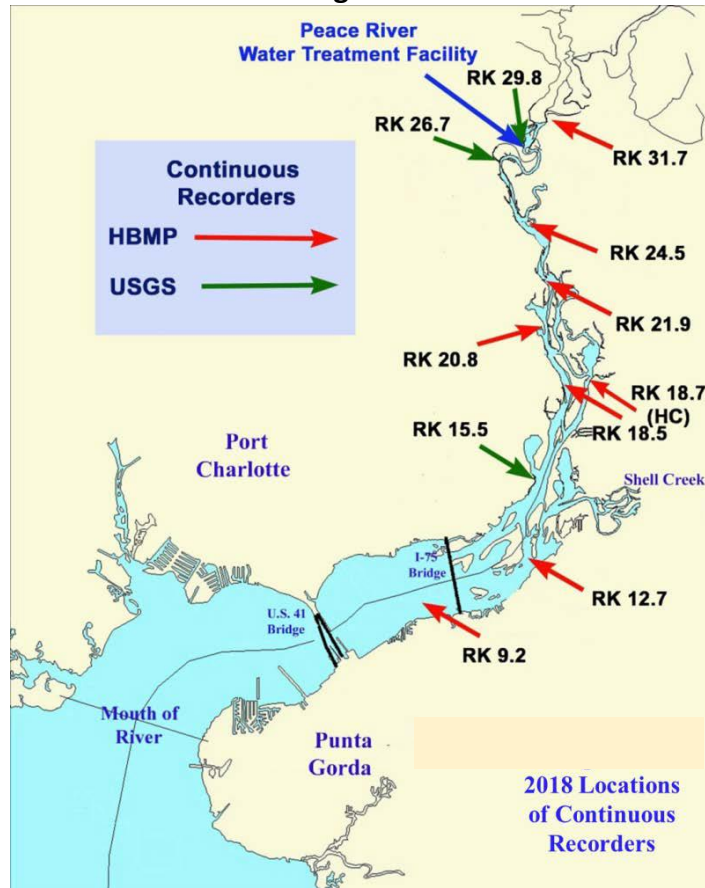 Peace River
Water Treatment Facility
RK 29.8
RK 26.7
RK 31.7
Continuous
Recorders
HBMP
USGS
RK 24.5
RK 21.9
RK 20.8
RK 18.7
(HC)
RK 18.5
RK 15.5
Port
Charlotte
Shell Creek
I-75
Bridge
RK 12.7
U.S. 41
Bridge
RK 9.2
Mouth of
River
Punta
Gorda
2018 Locations
of Continuous
Recorders